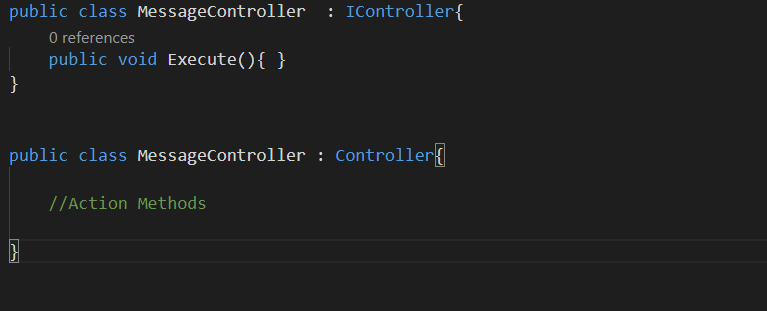 public class MessageController  : IController{
0 references
public void Execute(){ }
}
public class MessageController : Controller{
//Action Methods
}